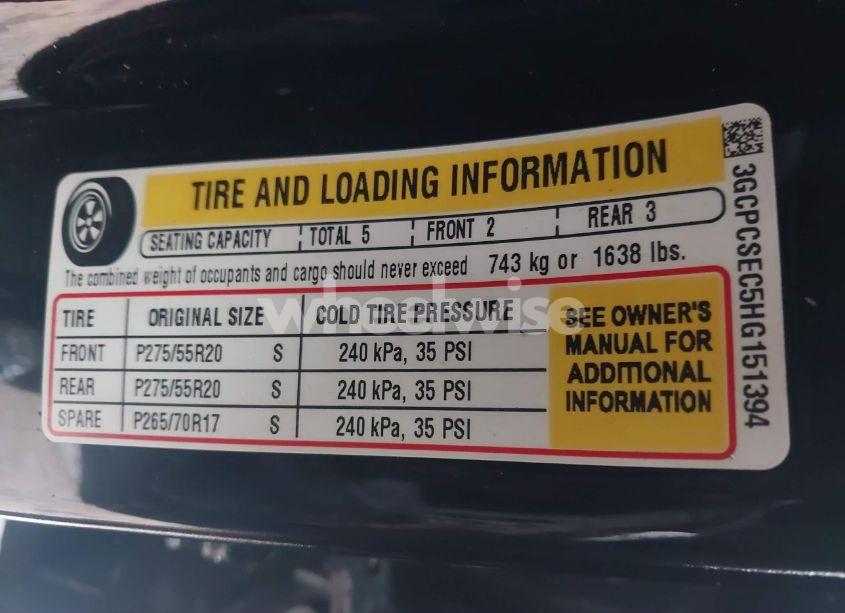 TIRE AND LOADING INFORMATION
SEATING CAPACITY TOTAL 5 FRONT 2 REAR 3
The combined weight of occupants and cargo should never exceed 743 kg or 1638 lbs.
TIRE ORIGINAL SIZE COLD TIRE PRESSURE
FRONT P275/55R20 S 240 kPa, 35 PSI
REAR P275/55R20 S 240 kPa, 35 PSI
SPARE P265/70R17 S 240 kPa, 35 PSI
SEE OWNER'S
MANUAL FOR
ADDITIONAL
INFORMATION
3GCPCSEC5HG151394
wheelwise